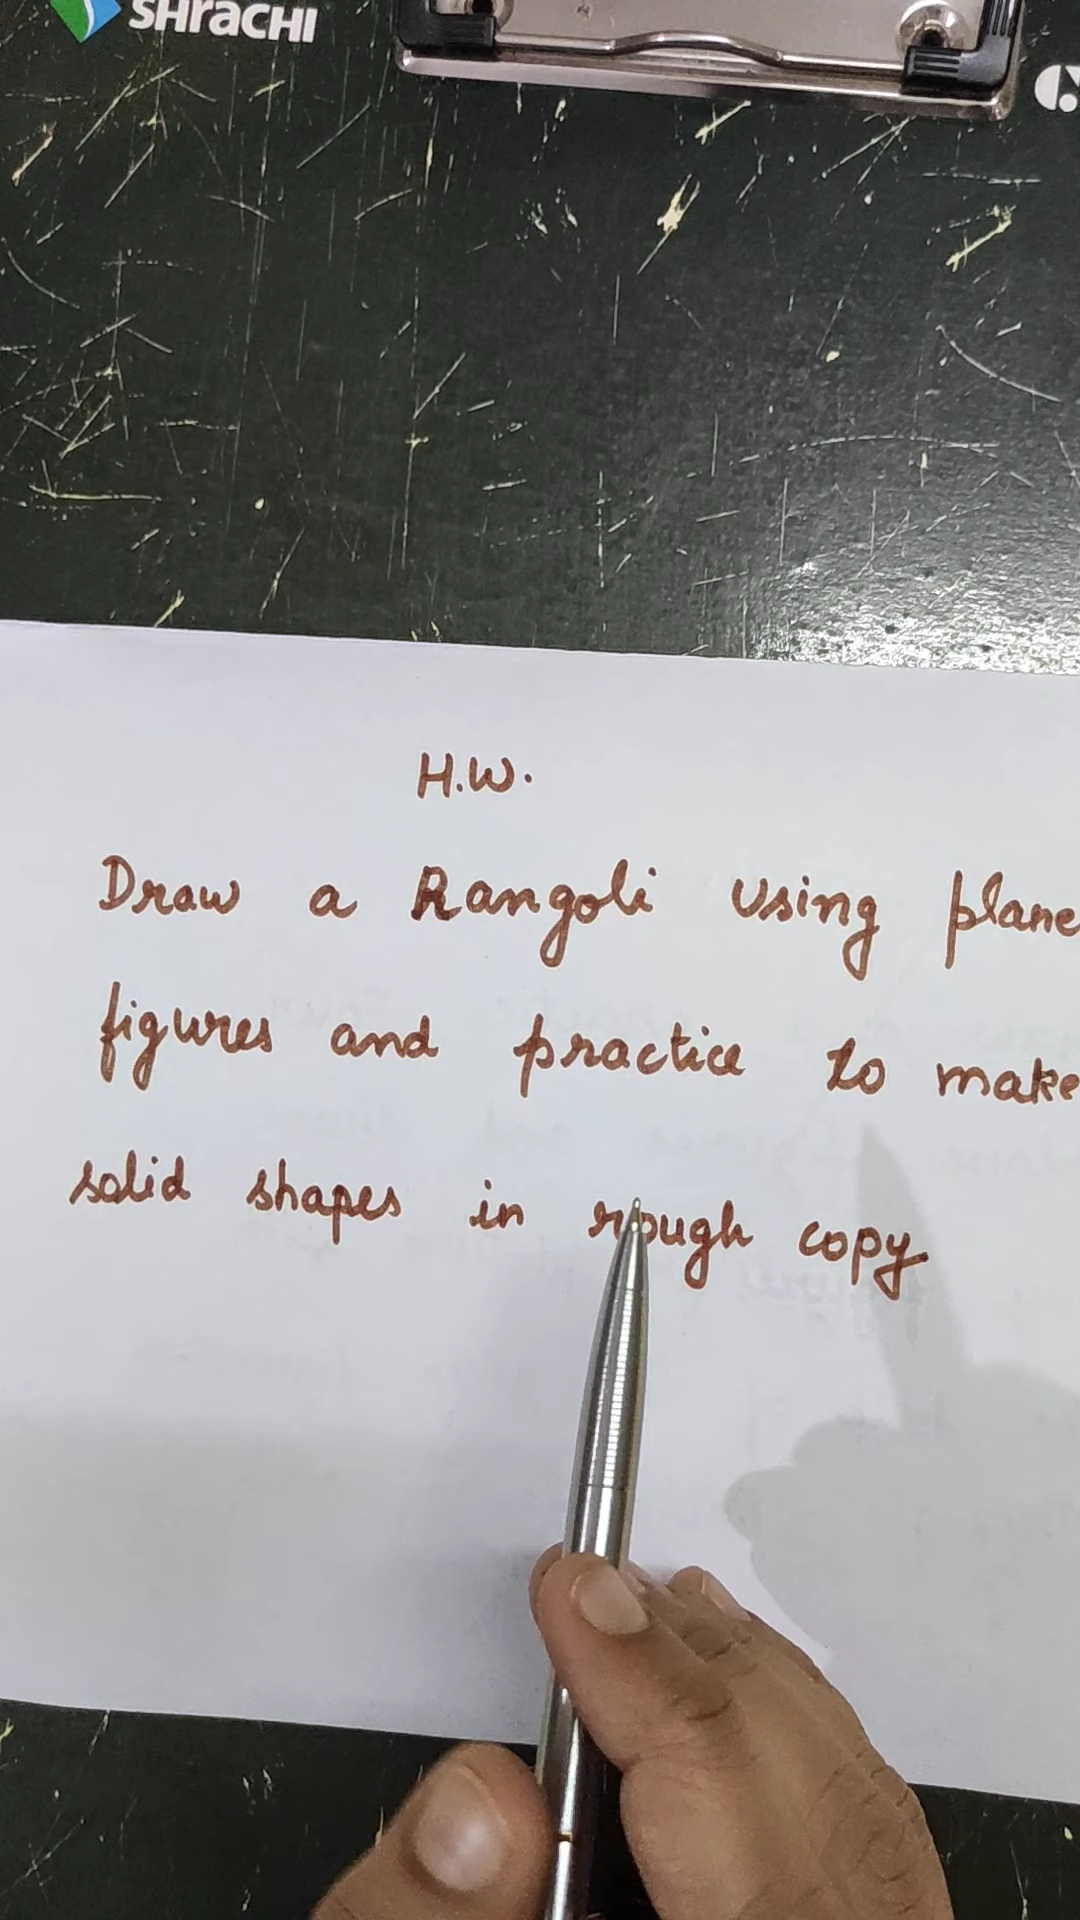 SHracHI
H.W.
Draw a Rangoli using plane
figures and practice to make
solid shapes in rough copy